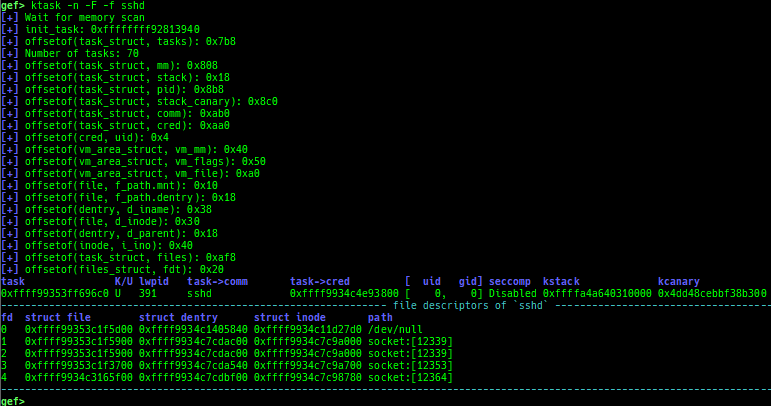 gef> ktask -n -F -f sshd
[+] Wait for memory scan
[+] init_task: 0xffffffff92813940
[+] offsetof(task_struct, tasks): 0x7b8
[+] Number of tasks: 70
[+] offsetof(task_struct, mm): 0x808
[+] offsetof(task_struct, stack): 0x18
[+] offsetof(task_struct, pid): 0x8b8
[+] offsetof(task_struct, stack_canary): 0x8c0
[+] offsetof(task_struct, comm): 0xab0
[+] offsetof(task_struct, cred): 0xaa0
[+] offsetof(cred, uid): 0x4
[+] offsetof(vm_area_struct, vm_mm): 0x40
[+] offsetof(vm_area_struct, vm_flags): 0x50
[+] offsetof(vm_area_struct, vm_file): 0xa0
[+] offsetof(file, f_path.mnt): 0x10
[+] offsetof(file, f_path.dentry): 0x18
[+] offsetof(dentry, d_iname): 0x38
[+] offsetof(file, d_inode): 0x30
[+] offsetof(dentry, d_parent): 0x18
[+] offsetof(inode, i_ino): 0x40
[+] offsetof(task_struct, files): 0xaf8
[+] offsetof(files_struct, fdt): 0x20
task K/U lwpid task->comm task->cred [ uid gid] seccomp kstack kcanary
0xffff99353ff696c0 U 391 sshd 0xffff9934c4e93800 [ 0, 0] Disabled 0xffffa4a640310000 0x4dd48cebbf38b300
file descriptors of `sshd`
fd struct file struct dentry struct inode path
0 0xffff99353c1f5d00 0xffff9934c1405840 0xffff9934c11d27d0 /dev/null
1 0xffff99353c1f5900 0xffff9934c7cdac00 0xffff9934c7c9a000 socket:[12339]
2 0xffff99353c1f5900 0xffff9934c7cdac00 0xffff9934c7c9a000 socket:[12339]
3 0xffff99353c1f3700 0xffff9934c7cda540 0xffff9934c7c9a700 socket:[12353]
4 0xffff9934c3165f00 0xffff9934c7cdbf00 0xffff9934c7c98780 socket:[12364]
gef>